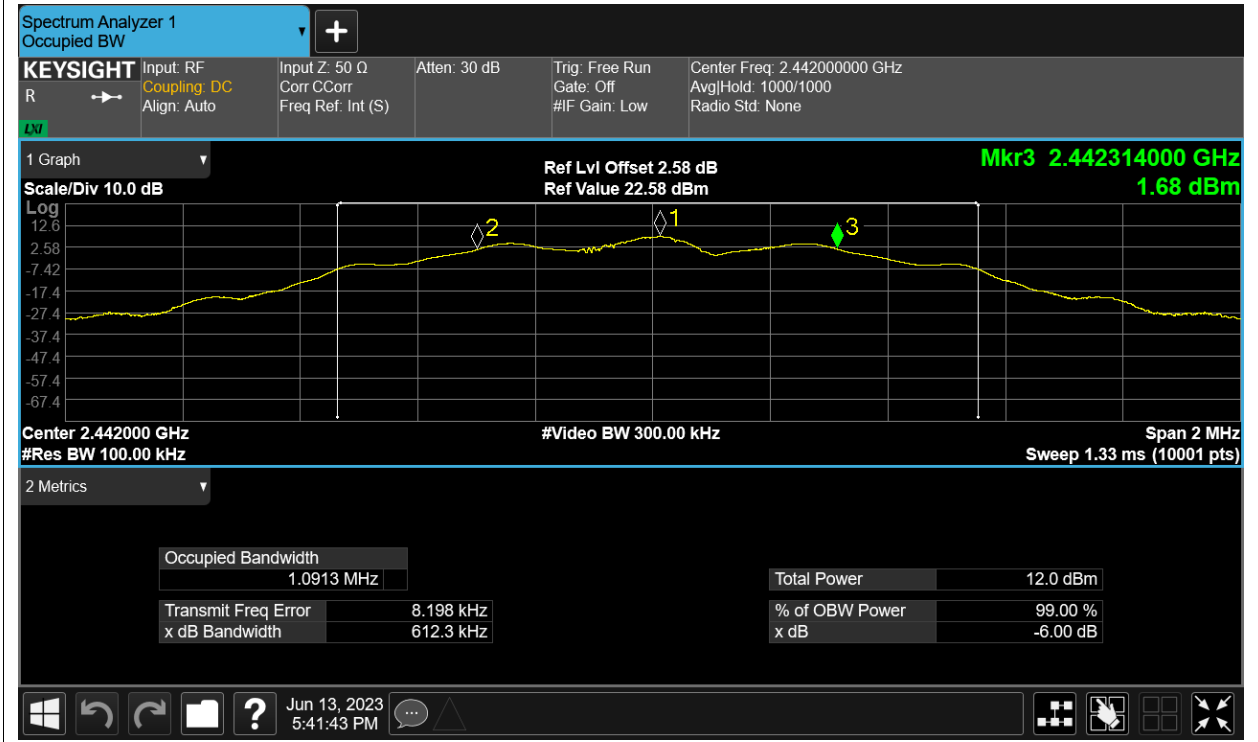 Spectrum Analyzer 1
Occupied BW
KEYSIGHT Input: RF Input Z: 50 Ω Atten: 30 dB Trig: Free Run Center Freq: 2.442000000 GHz
R Coupling: DC Corr CCorr Gate: Off Avg|Hold: 1000/1000
Align: Auto Freq Ref: Int (S) #IF Gain: Low Radio Std: None
LXI
1 Graph Ref Lvl Offset 2.58 dB Mkr3 2.442314000 GHz
Scale/Div 10.0 dB Ref Value 22.58 dBm 1.68 dBm
Log
12.6
2.58
-7.42
-17.4
-27.4
-37.4
-47.4
-57.4
-67.4
2
1
3
Center 2.442000 GHz #Video BW 300.00 kHz Span 2 MHz
#Res BW 100.00 kHz Sweep 1.33 ms (10001 pts)
2 Metrics
Occupied Bandwidth
1.0913 MHz Total Power 12.0 dBm
Transmit Freq Error 8.198 kHz % of OBW Power 99.00 %
x dB Bandwidth 612.3 kHz x dB -6.00 dB
? Jun 13, 2023
5:41:43 PM